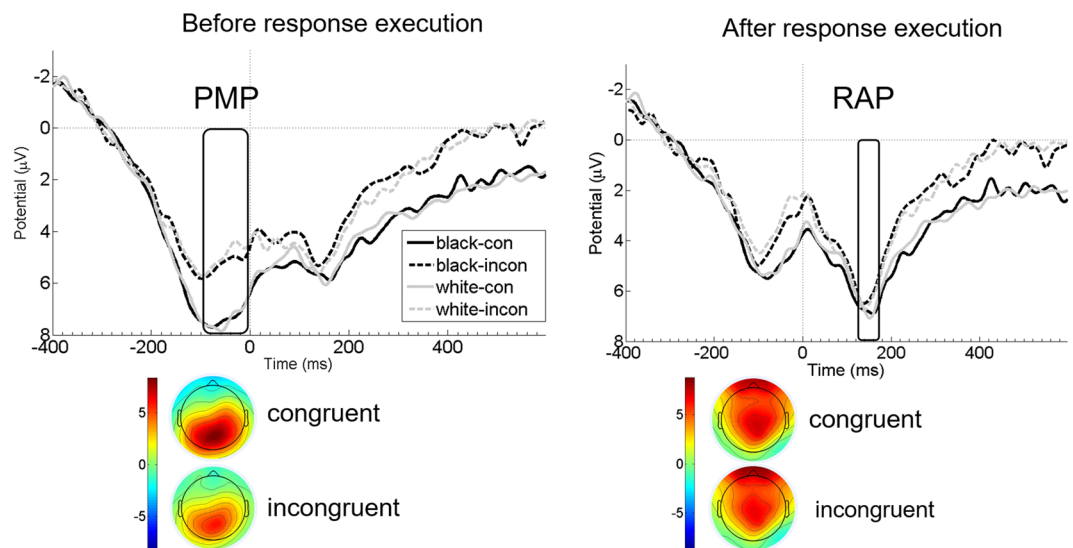 Before response execution
PMP
Potential (μV)
-2
0
2
4
6
8
-400
-200
0
200
400
Time (ms)
black-con
black-incon
white-con
white-incon
5
0
-5
congruent
incongruent
After response execution
RAP
Potential (μV)
-2
0
2
4
6
8
-400
-200
0
200
400
Time (ms)
5
0
-5
congruent
incongruent